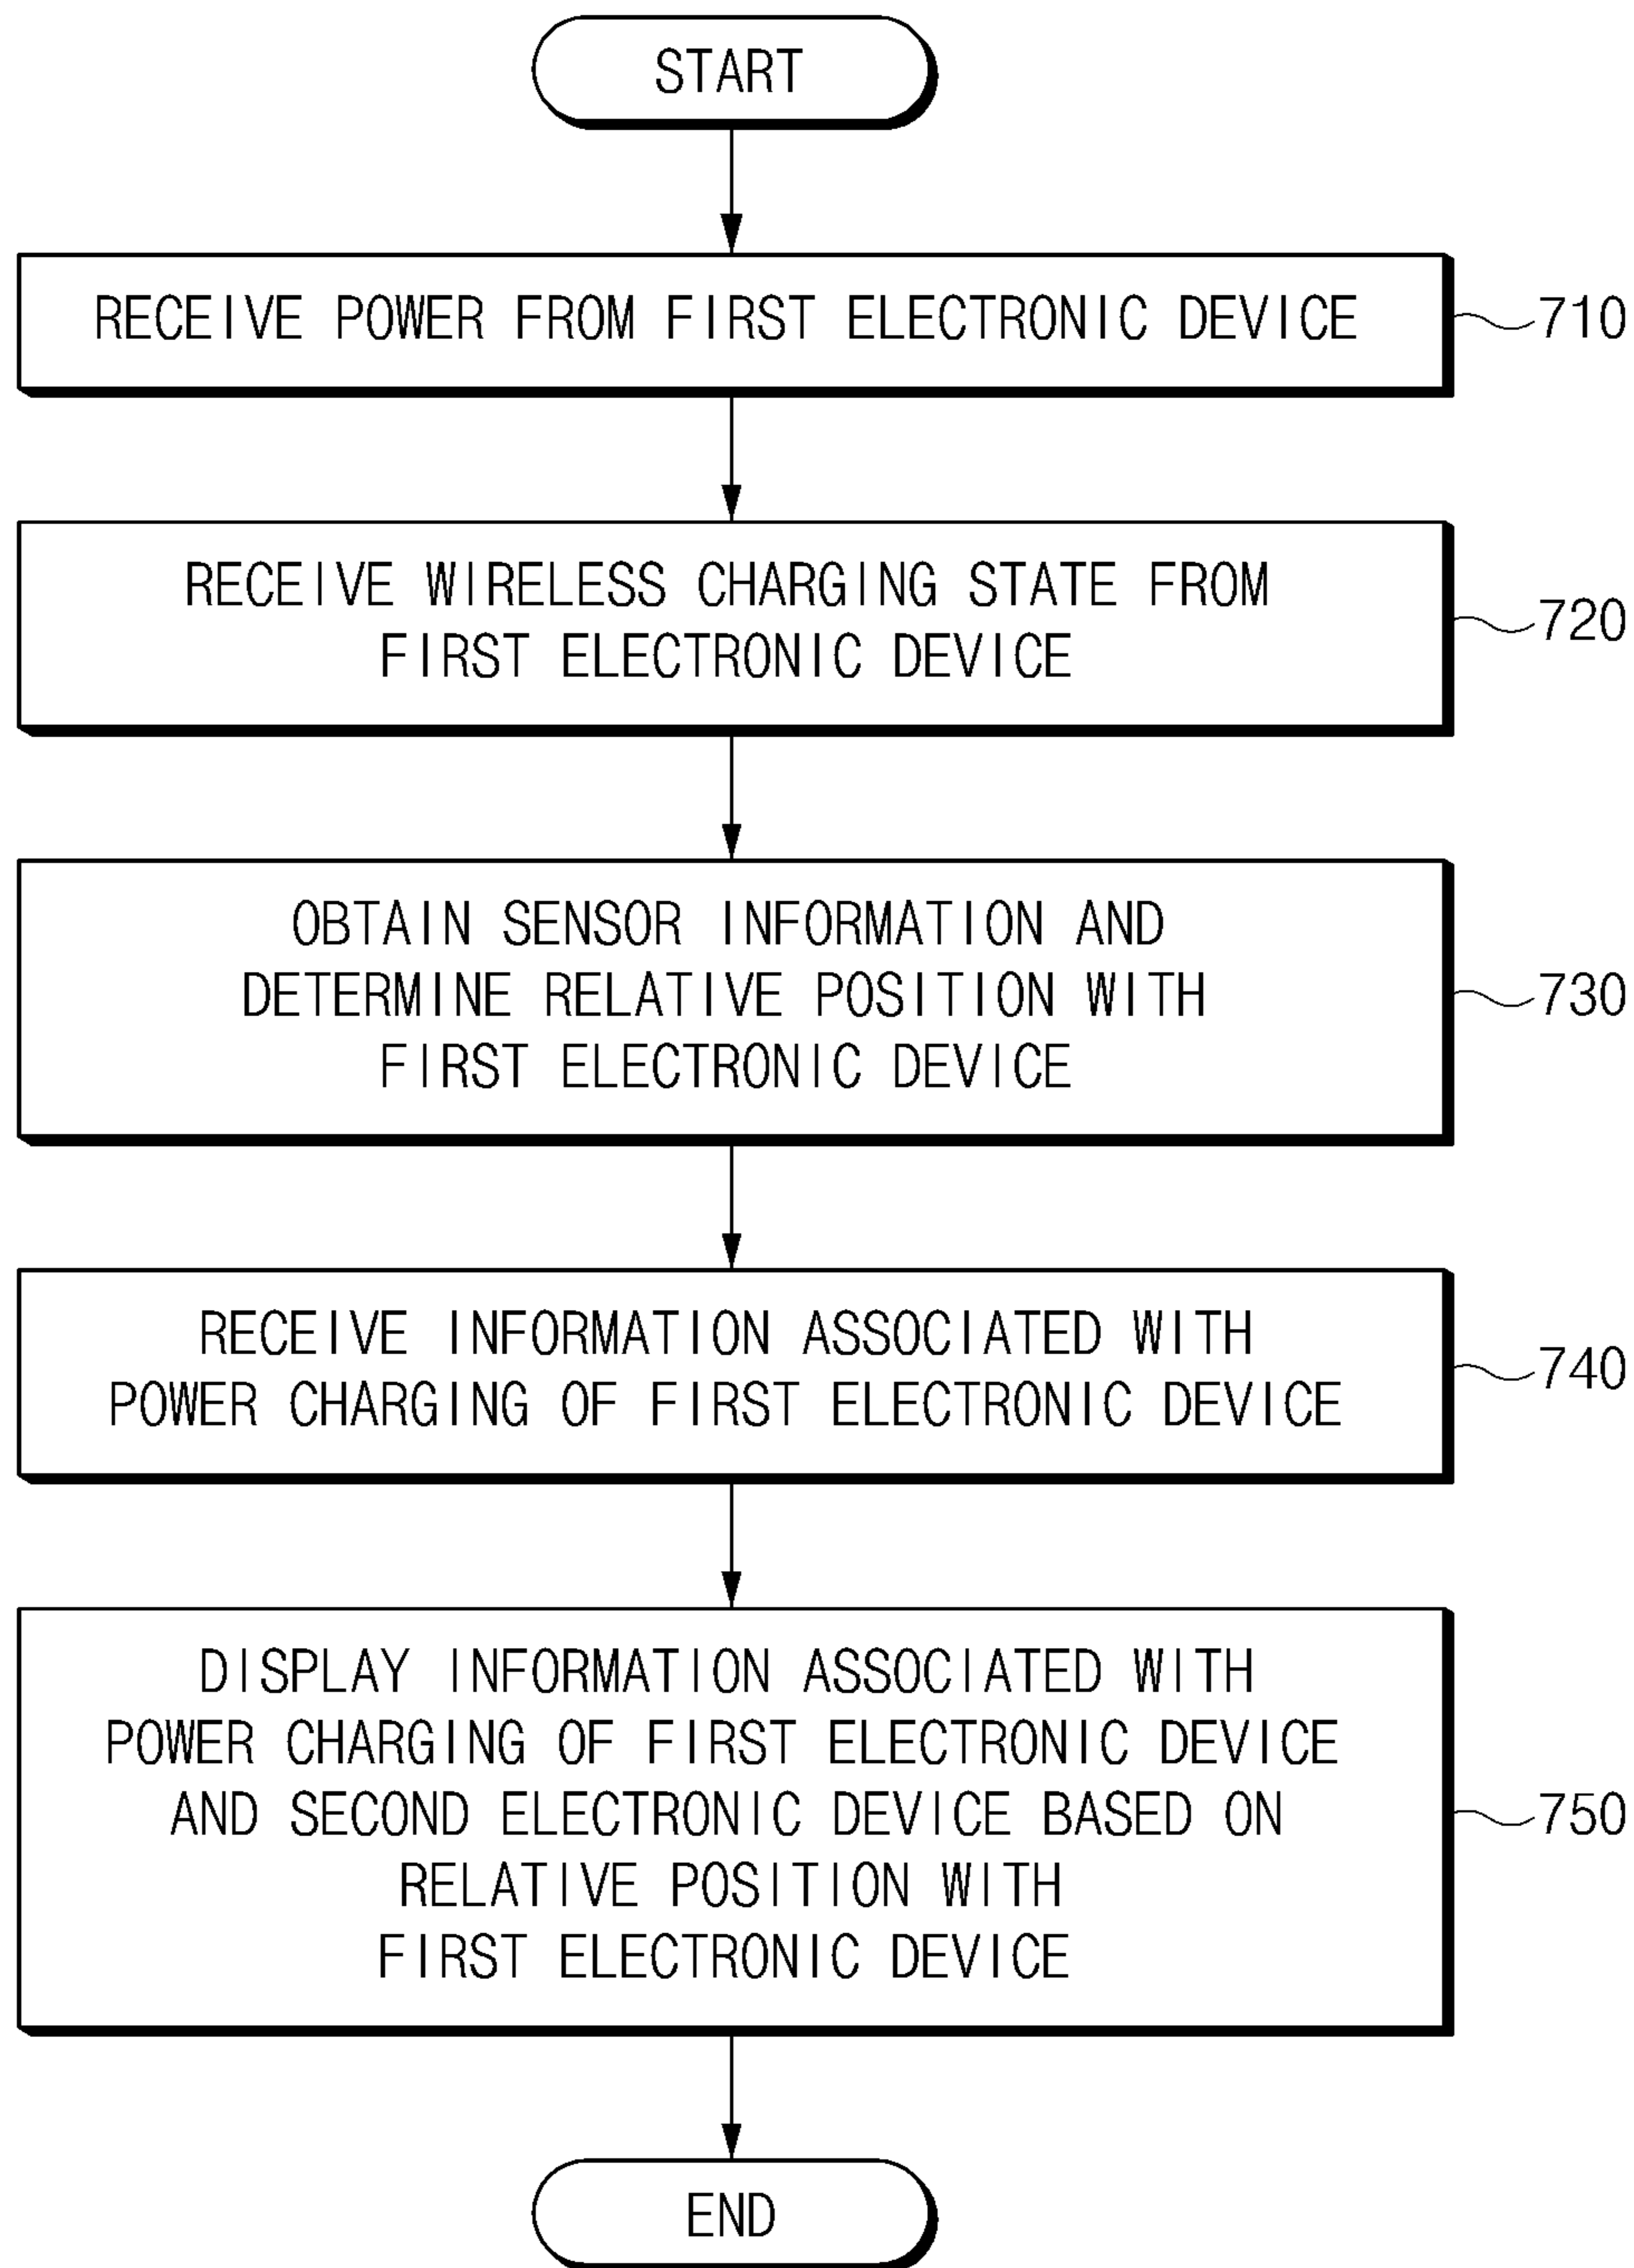 START
RECEIVE POWER FROM FIRST ELECTRONIC DEVICE
710
RECEIVE WIRELESS CHARGING STATE FROM
FIRST ELECTRONIC DEVICE
720
OBTAIN SENSOR INFORMATION AND
DETERMINE RELATIVE POSITION WITH
FIRST ELECTRONIC DEVICE
730
RECEIVE INFORMATION ASSOCIATED WITH
POWER CHARGING OF FIRST ELECTRONIC DEVICE
740
DISPLAY INFORMATION ASSOCIATED WITH
POWER CHARGING OF FIRST ELECTRONIC DEVICE
AND SECOND ELECTRONIC DEVICE BASED ON
RELATIVE POSITION WITH
FIRST ELECTRONIC DEVICE
750
END